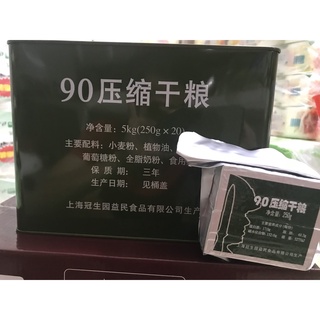 90压缩干粮
净含量：5kg(250g×20)
主要配料：小麦粉、植物油、
葡萄糖粉、全脂奶粉、食用
保质期：三年
生产日期：见桶盖
上海冠生园益民食品有限公司生产
90压缩干粮
净含量：250g